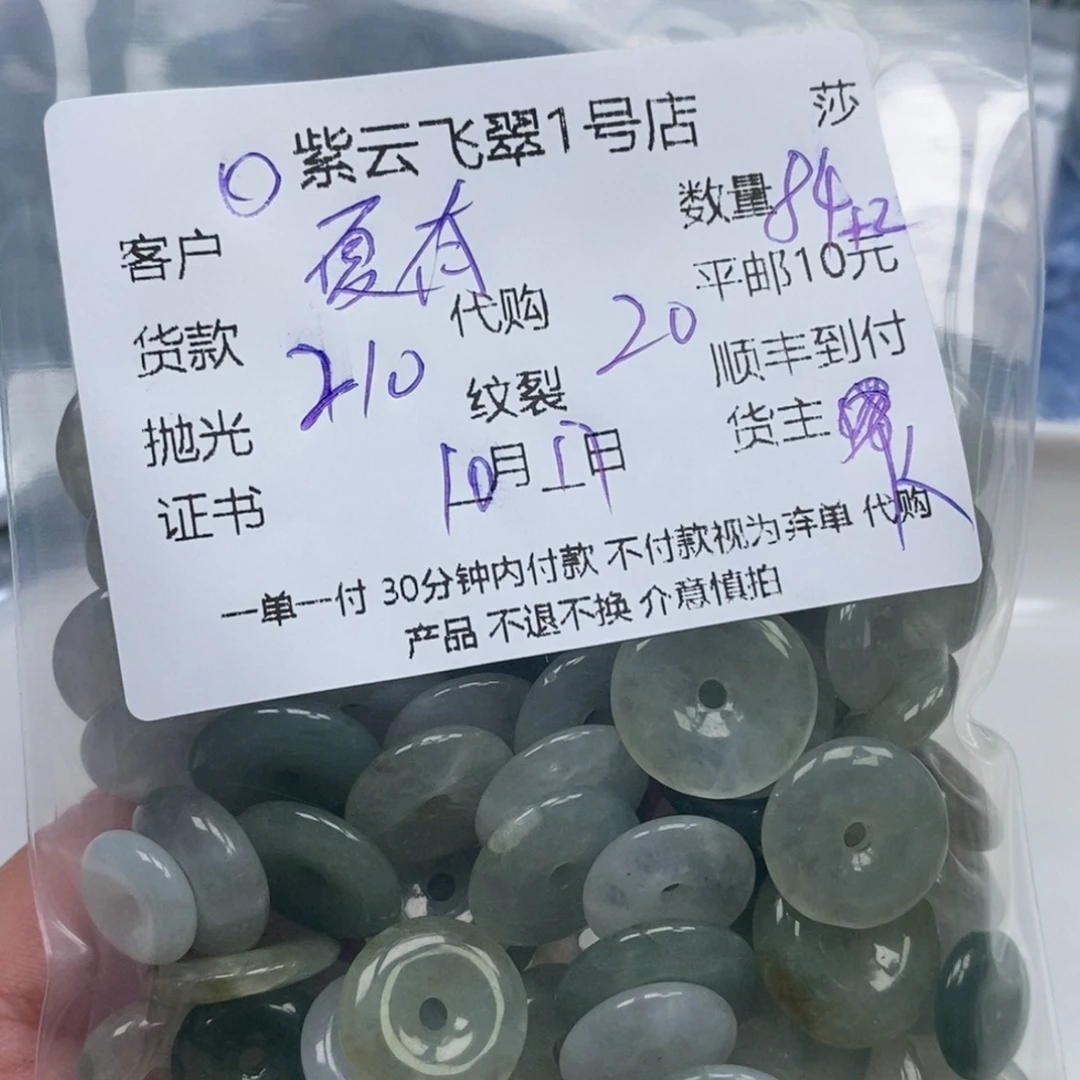 紫云飞翠1号店 莎
客户 夏 数量84+2
代购 20 平邮10元
货款 210 顺丰到付
纹裂
抛光 货主
10月17日
证书
一单一付 30分钟内付款 不付款视为弃单 代购
产品 不退不换 介意慎拍